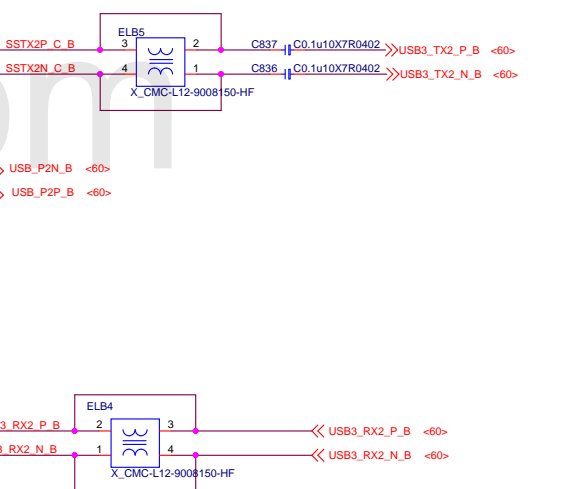 ELB5
SSTX2P_C_B 3 2 C837 C0.1u10X7R0402 USB3_TX2_P_B <60>
SSTX2N_C_B 4 1 C836 C0.1u10X7R0402 USB3_TX2_N_B <60>
X_CMC-L12-9008150-HF
om
USB_P2N_B <60>
USB_P2P_B <60>
ELB4
3_RX2_P_B 2 3 USB3_RX2_P_B <60>
_RX2_N_B 1 4 USB3_RX2_N_B <60>
X_CMC-L12-9008150-HF